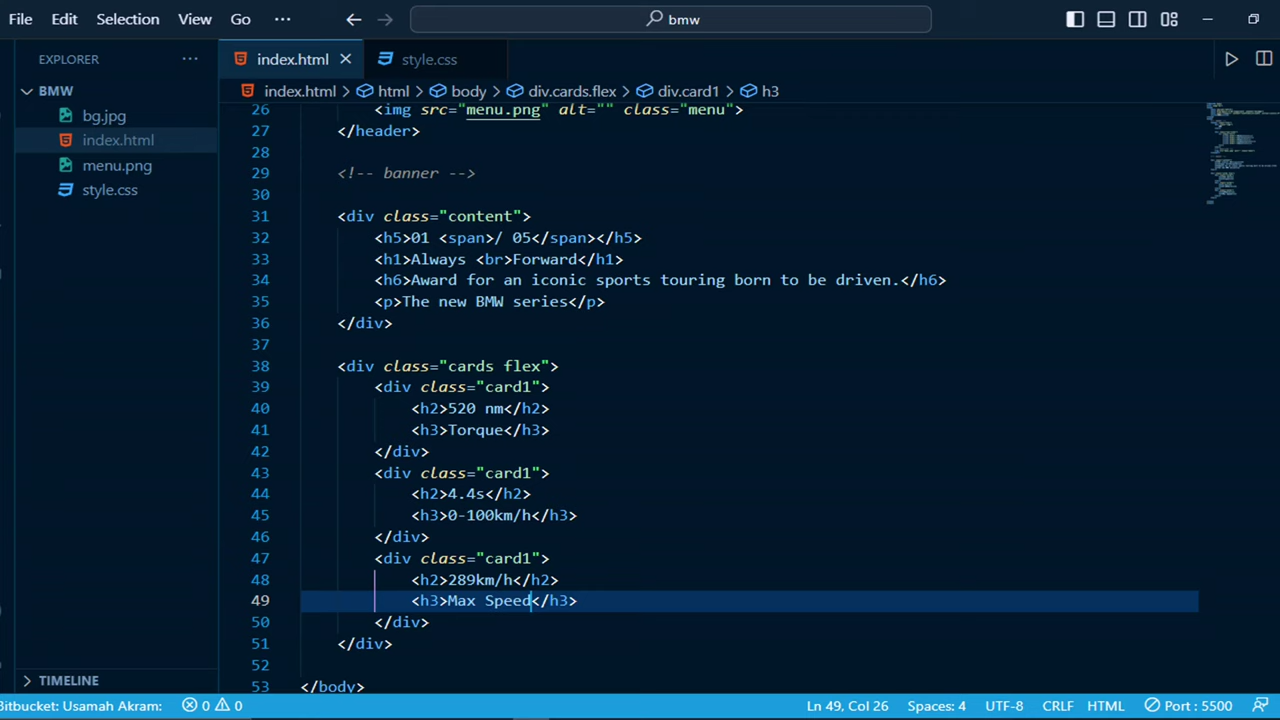 File Edit Selection View Go ··· bmw
EXPLORER ···
BMW
bg.jpg
index.html
menu.png
style.css
TIMELINE
index.html style.css
index.html > html > body > div.cards.flex > div.card1 > h3
26 <img src="menu.png" alt="" class="menu">
27 </header>
28
29 <!-- banner -->
30
31 <div class="content">
32 <h5>01 <span>/ 05</span></h5>
33 <h1>Always <br>Forward</h1>
34 <h6>Award for an iconic sports touring born to be driven.</h6>
35 <p>The new BMW series</p>
36 </div>
37
38 <div class="cards flex">
39 <div class="card1">
40 <h2>520 nm</h2>
41 <h3>Torque</h3>
42 </div>
43 <div class="card1">
44 <h2>4.4s</h2>
45 <h3>0-100km/h</h3>
46 </div>
47 <div class="card1">
48 <h2>289km/h</h2>
49 <h3>Max Speed</h3>
50 </div>
51 </div>
52
53 </body>
Bitbucket: Usamah Akram: 0 0 Ln 49, Col 26 Spaces: 4 UTF-8 CRLF HTML Port : 5500